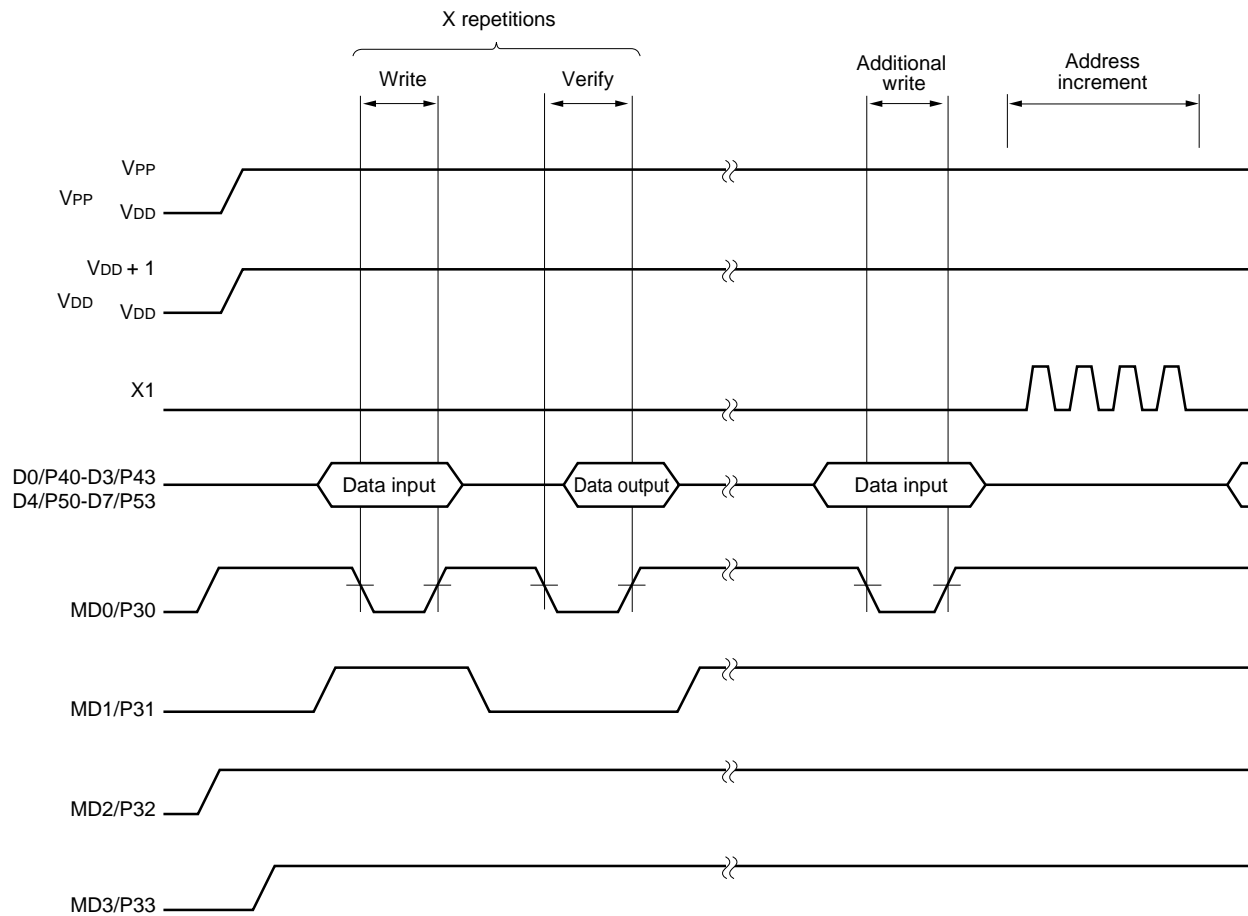 X repetitions
Write
Verify
Additional
write
Address
increment
VPP
VPP
VDD
VDD + 1
VDD
VDD
X1
D0/P40-D3/P43
D4/P50-D7/P53
Data input
Data output
Data input
MD0/P30
MD1/P31
MD2/P32
MD3/P33